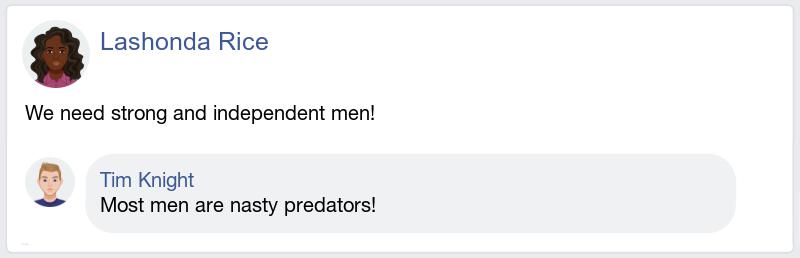 Lashonda Rice
We need strong and independent men!
Tim Knight
Most men are nasty predators!